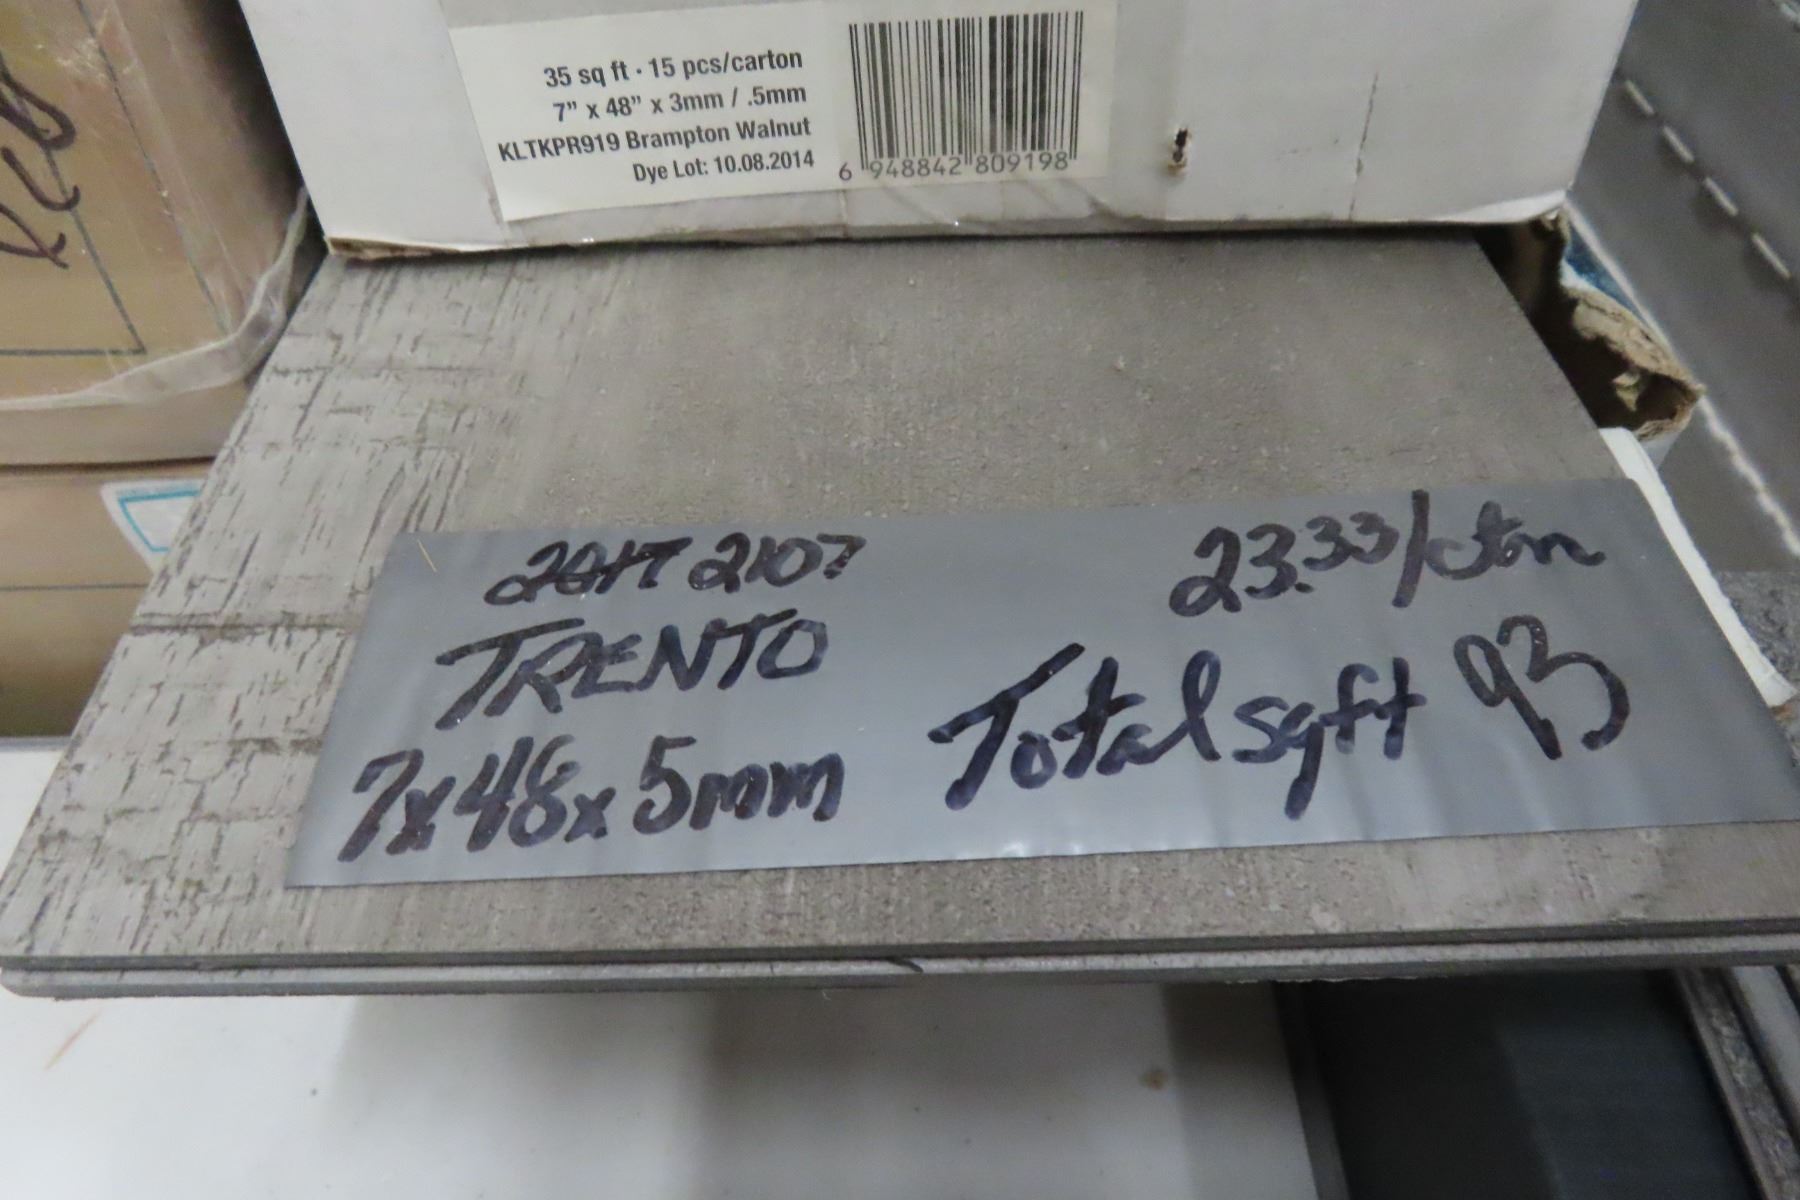 35 sq ft · 15 pcs/carton
7" x 48" x 3mm / .5mm
KLTKPR919 Brampton Walnut
Dye Lot: 10.08.2014
6 948842 809198
2017 2107
TRENTO
7x48x5mm
23.33/ctn
Total sqft 93